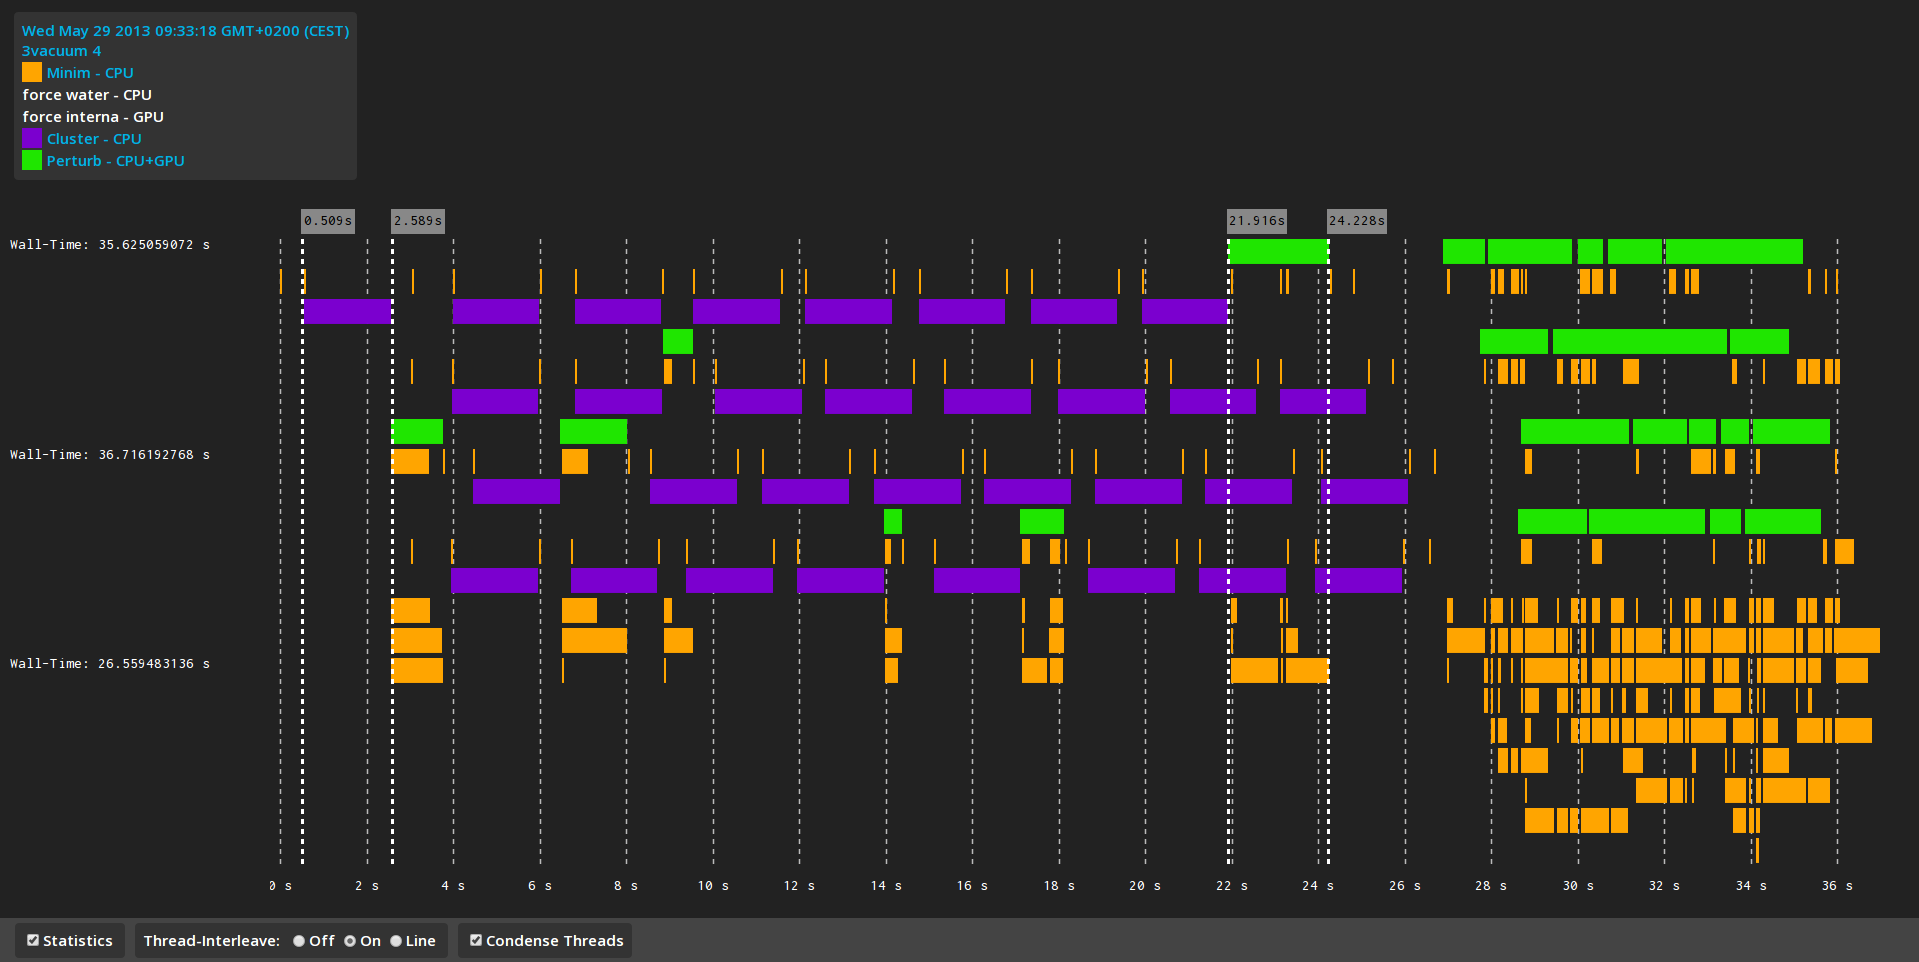 Wed May 29 2013 09:33:18 GMT+0200 (CEST)
3vacuum 4
Minim - CPU
force water - CPU
force interna - GPU
Cluster - CPU
Perturb - CPU+GPU
0.509s 2.589s 21.916s 24.228s
Wall-Time: 35.625059072 s
Wall-Time: 36.716192768 s
Wall-Time: 26.559483136 s
0 s 2 s 4 s 6 s 8 s 10 s 12 s 14 s 16 s 18 s 20 s 22 s 24 s 26 s 28 s 30 s 32 s 34 s 36 s
Statistics Thread-Interleave: Off On Line Condense Threads